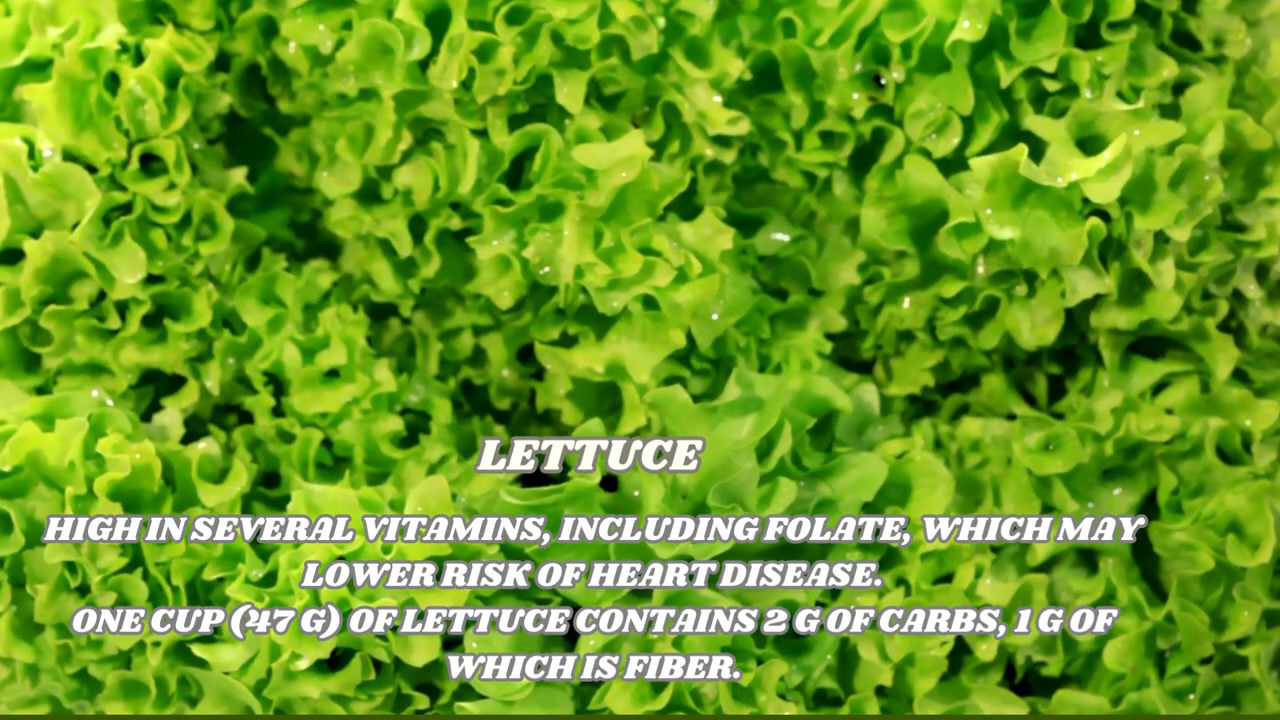 LETTUCE
HIGH IN SEVERAL VITAMINS, INCLUDING FOLATE, WHICH MAY
LOWER RISK OF HEART DISEASE.
ONE CUP (47 G) OF LETTUCE CONTAINS 2 G OF CARBS, 1 G OF
WHICH IS FIBER.